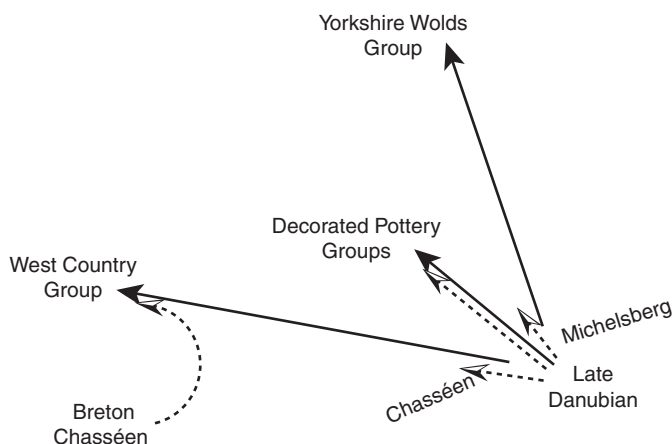 Yorkshire Wolds
Group
Decorated Pottery
Groups
West Country
Group
Michelsberg
Chasséen
Late
Danubian
Breton
Chasséen